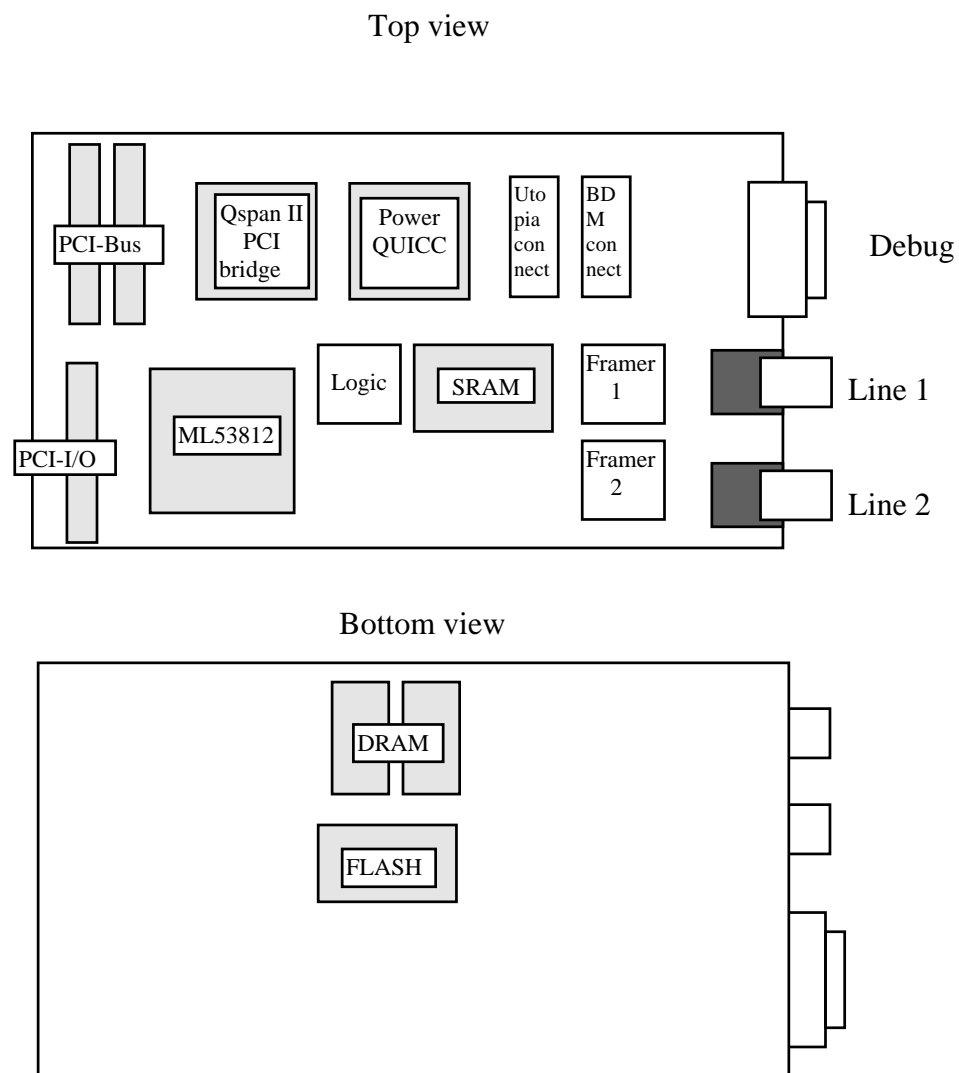 Top view
PCI-Bus
Qspan II
PCI
bridge
Power
QUICC
Uto
pia
con
nect
BD
M
con
nect
Debug
PCI-I/O
ML53812
Logic
SRAM
Framer
1
Line 1
Framer
2
Line 2
Bottom view
DRAM
FLASH